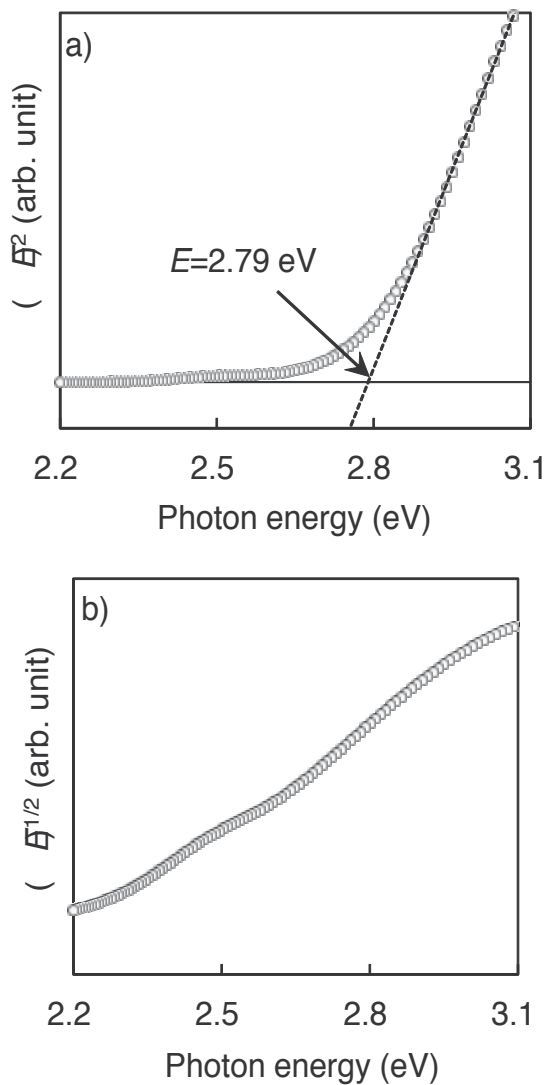 a)
( E)² (arb. unit)
E=2.79 eV
2.2 2.5 2.8 3.1
Photon energy (eV)
b)
( E)1/2 (arb. unit)
2.2 2.5 2.8 3.1
Photon energy (eV)